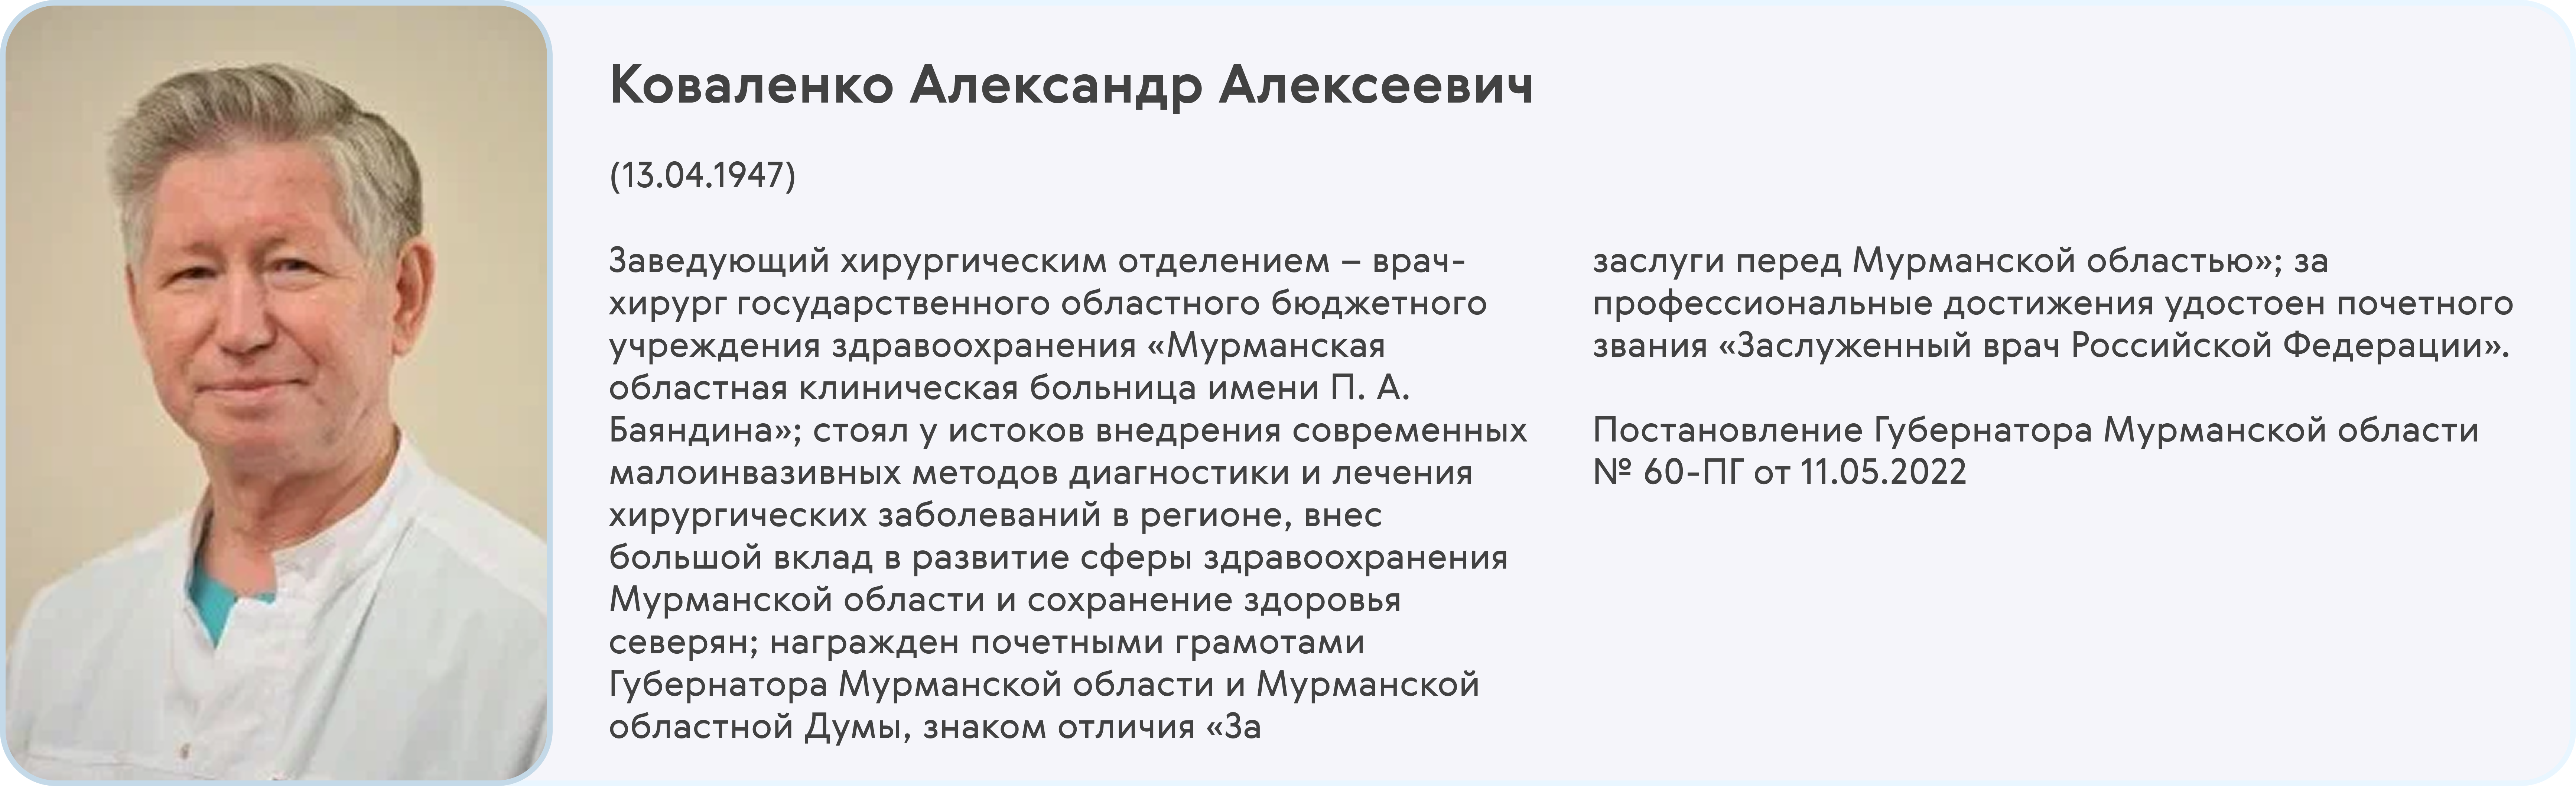 Коваленко Александр Алексеевич
(13.04.1947)
Заведующий хирургическим отделением – врач-
хирург государственного областного бюджетного
учреждения здравоохранения «Мурманская
областная клиническая больница имени П. А.
Баяндина»; стоял у истоков внедрения современных
малоинвазивных методов диагностики и лечения
хирургических заболеваний в регионе, внес
большой вклад в развитие сферы здравоохранения
Мурманской области и сохранение здоровья
северян; награжден почетными грамотами
Губернатора Мурманской области и Мурманской
областной Думы, знаком отличия «За
заслуги перед Мурманской областью»; за
профессиональные достижения удостоен почетного
звания «Заслуженный врач Российской Федерации».
Постановление Губернатора Мурманской области
№ 60-ПГ от 11.05.2022